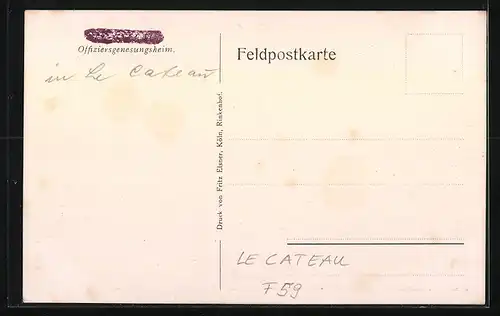 Offiziersgenesungsheim.
in Le Cateau
Druck von Fritz Elsner, Köln, Rinkenhof.
Feldpostkarte
LE CATEAU
F59